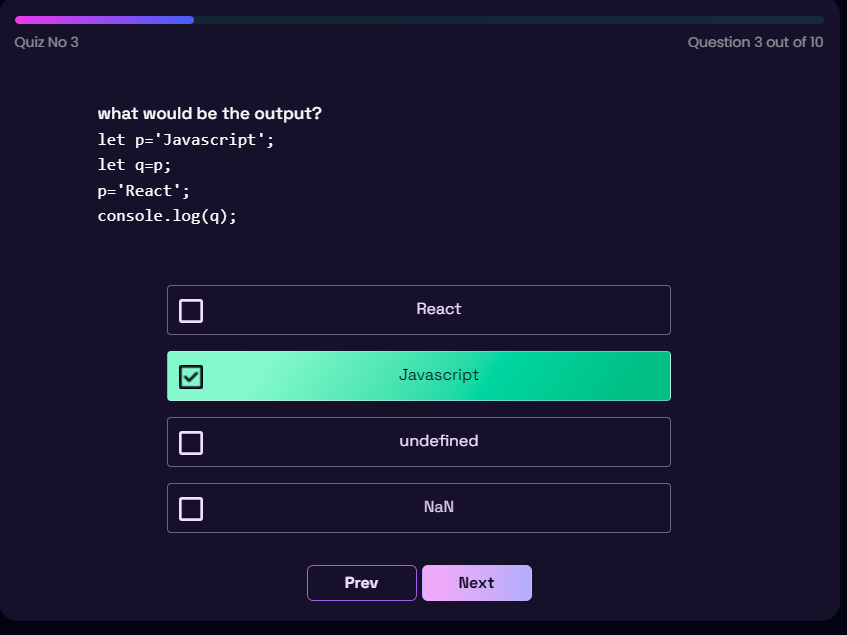 Quiz No 3
Question 3 out of 10
what would be the output?
let p='Javascript';
let q=p;
p='React';
console.log(q);
React
Javascript
undefined
NaN
Prev
Next